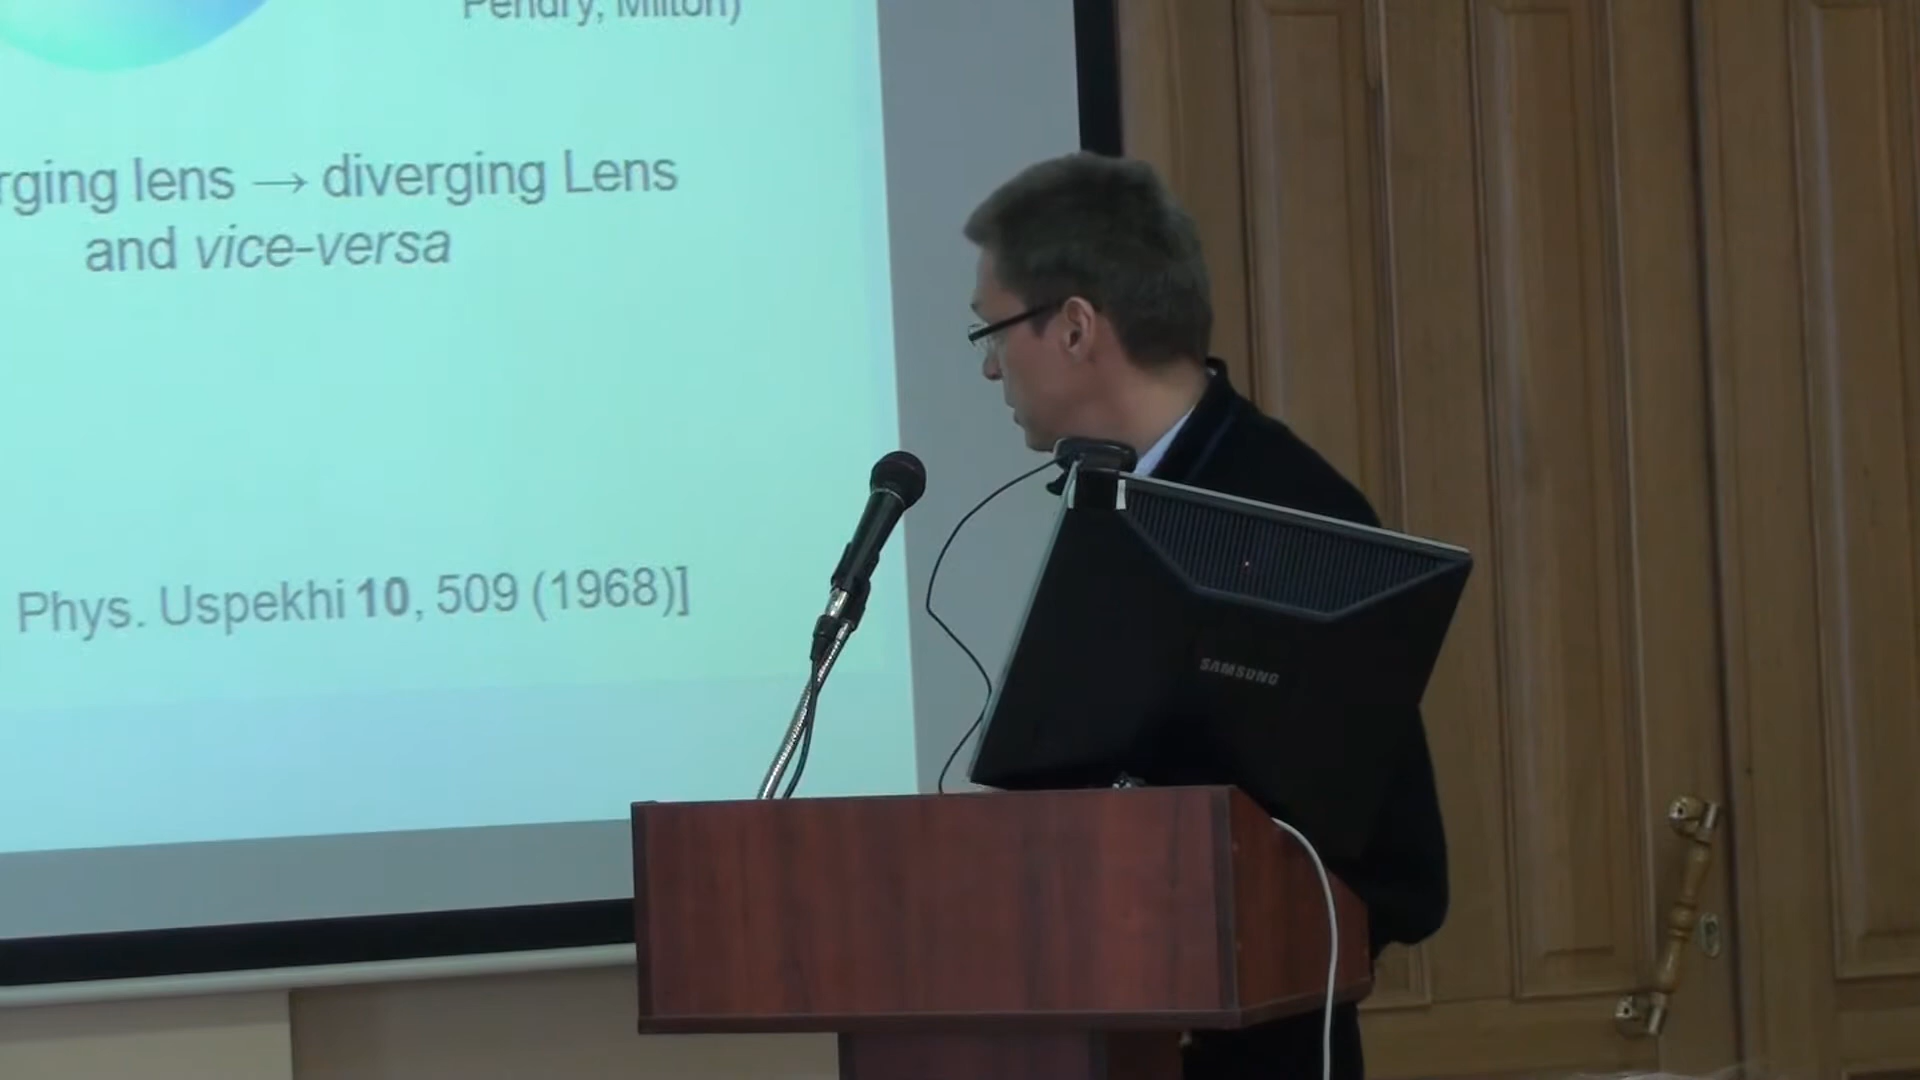 Pendry, Milton)
rging lens → diverging Lens
and vice-versa
Phys. Uspekhi 10, 509 (1968)]
SAMSUNG